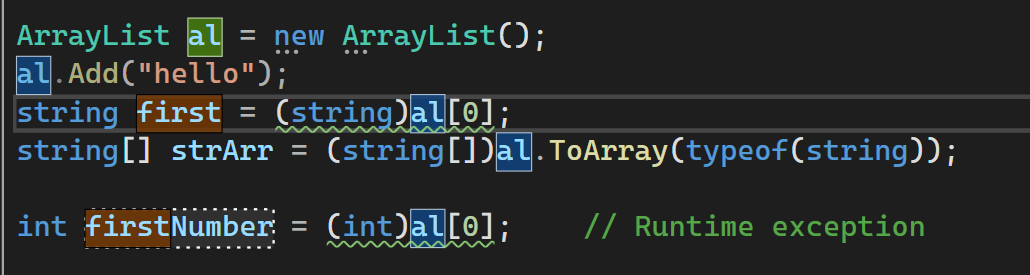 ArrayList al = new ArrayList();
al.Add("hello");
string first = (string)al[0];
string[] strArr = (string[])al.ToArray(typeof(string));
int firstNumber = (int)al[0];    // Runtime exception